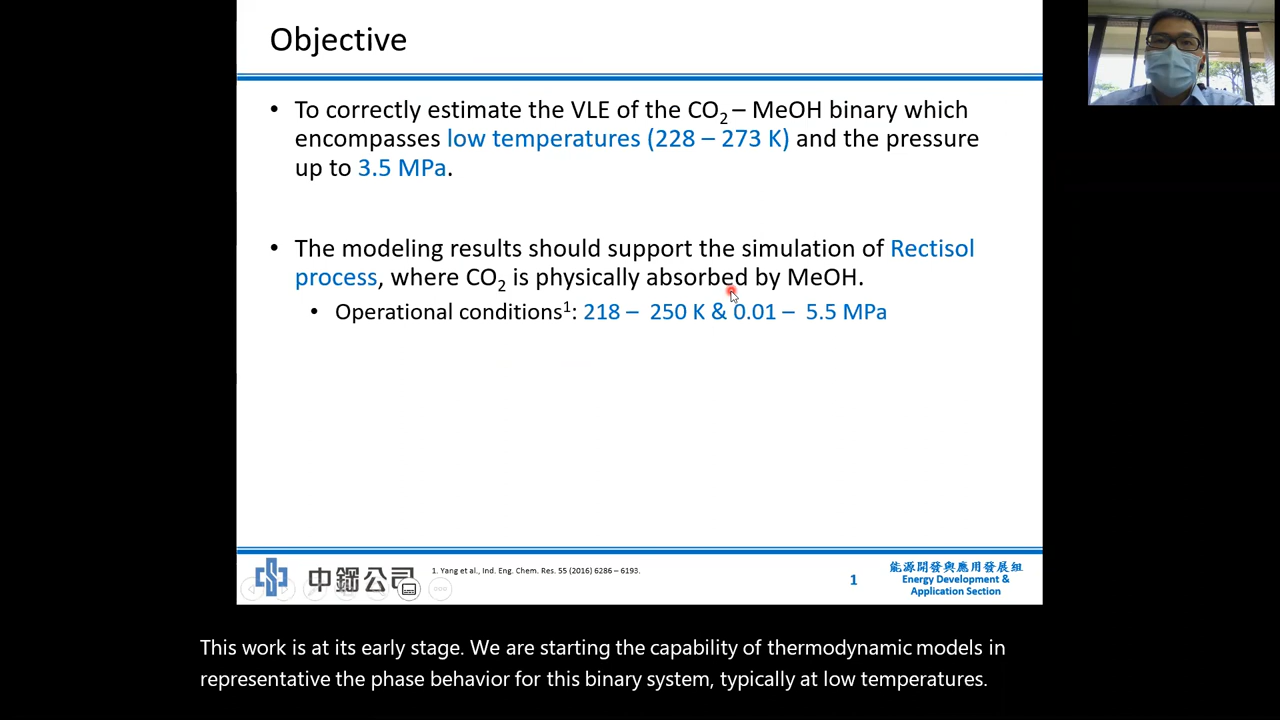 Objective
• To correctly estimate the VLE of the CO₂ – MeOH binary which
encompasses low temperatures (228 – 273 K) and the pressure
up to 3.5 MPa.
• The modeling results should support the simulation of Rectisol
process, where CO₂ is physically absorbed by MeOH.
• Operational conditions¹: 218 – 250 K & 0.01 – 5.5 MPa
中鋼公司
1. Yang et al., Ind. Eng. Chem. Res. 55 (2016) 6286 – 6193.
1
能源開發與應用發展組
Energy Development &
Application Section
This work is at its early stage. We are starting the capability of thermodynamic models in
representative the phase behavior for this binary system, typically at low temperatures.